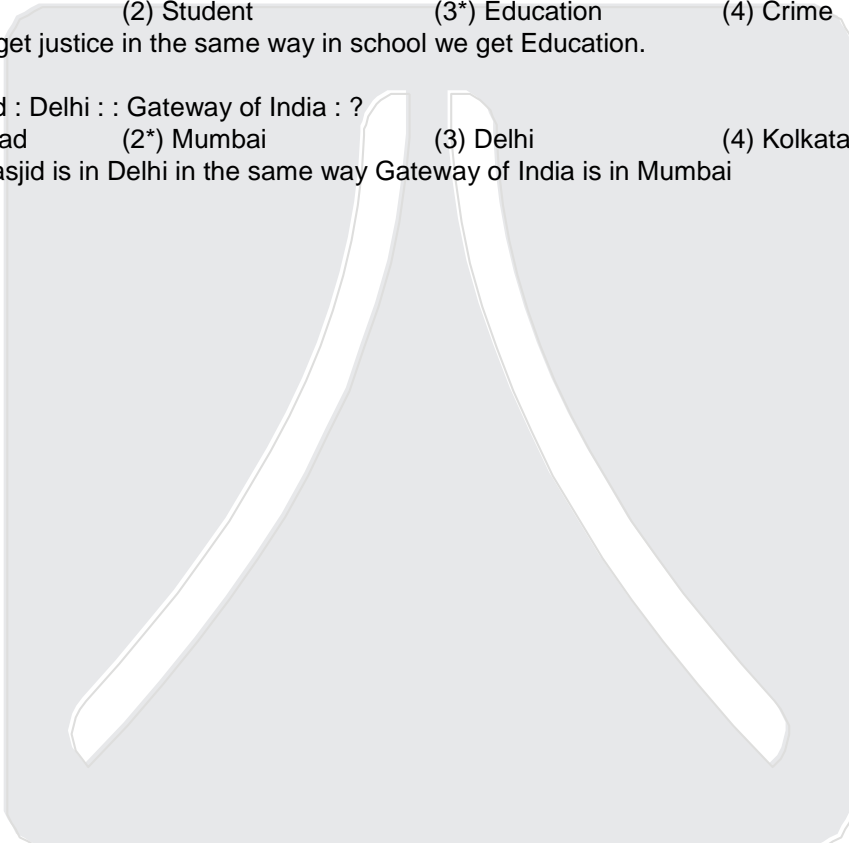 (2) Student (3*) Education (4) Crime
get justice in the same way in school we get Education.
d : Delhi : : Gateway of India : ?
ad (2*) Mumbai (3) Delhi (4) Kolkata
asjid is in Delhi in the same way Gateway of India is in Mumbai